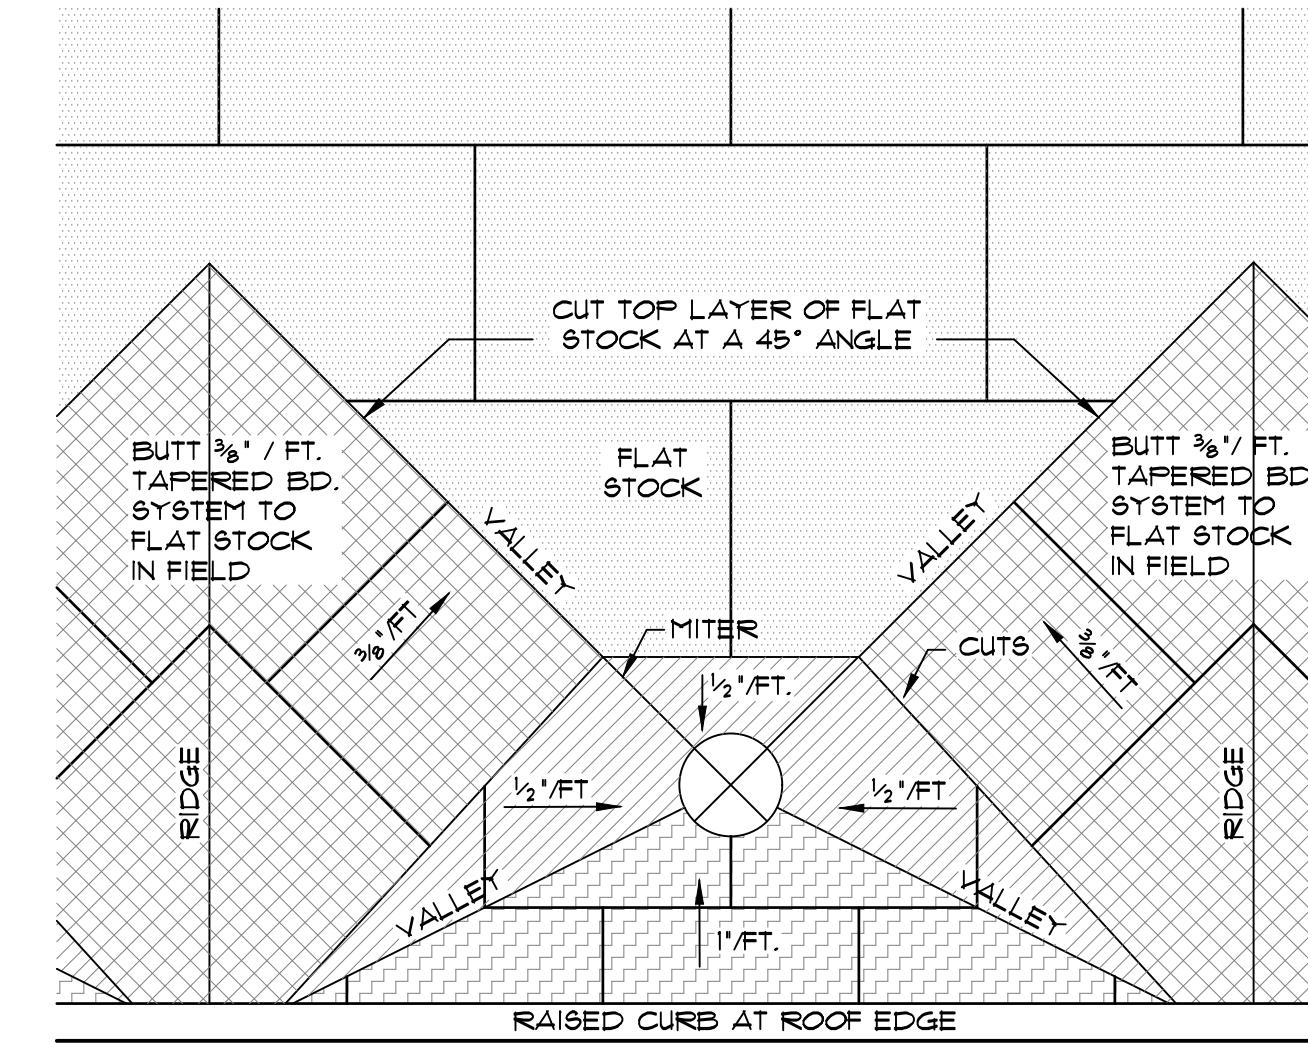 CUT TOP LAYER OF FLAT
STOCK AT A 45° ANGLE
BUTT 3/8" / FT.
TAPERED BD.
SYSTEM TO
FLAT STOCK
IN FIELD
FLAT
STOCK
BUTT 3/8"/ FT.
TAPERED BD
SYSTEM TO
FLAT STOCK
IN FIELD
VALLEY
VALLEY
3/8"/FT
MITER
CUTS
3/8"/FT
1/2"/FT.
RIDGE
1/2"/FT
1/2"/FT
RIDGE
VALLEY
VALLEY
1"/FT.
RAISED CURB AT ROOF EDGE